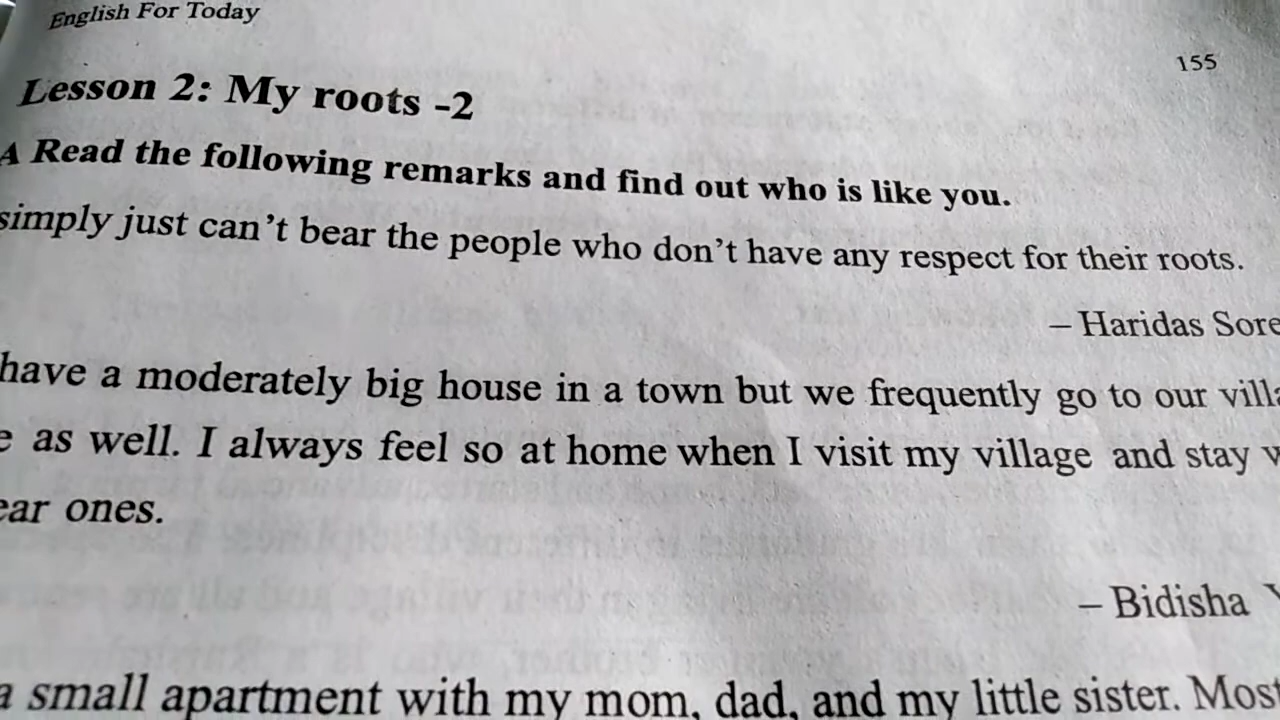 English For Today
155
Lesson 2: My roots -2
A Read the following remarks and find out who is like you.
simply just can't bear the people who don't have any respect for their roots.
– Haridas
have a moderately big house in a town but we frequently go to our
as well. I always feel so at home when I visit my village and stay
ones.
– Bidisha
a small apartment with my mom, dad, and my little sister. Most